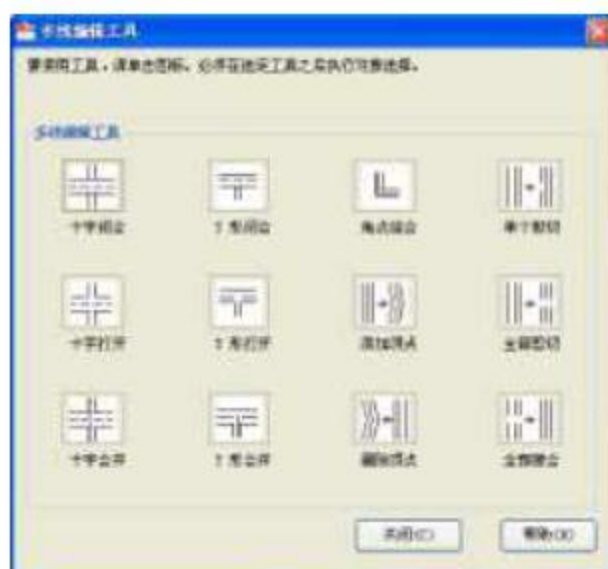 多线编辑工具
要使用工具，请单击图标。必须在选定工具之后执行对象选择。
多线编辑工具
十字闭合 T 形闭合 角点结合 单个剪切
十字打开 T 形打开 添加顶点 全部剪切
十字合并 T 形合并 删除顶点 全部接合
关闭(C) 帮助(H)